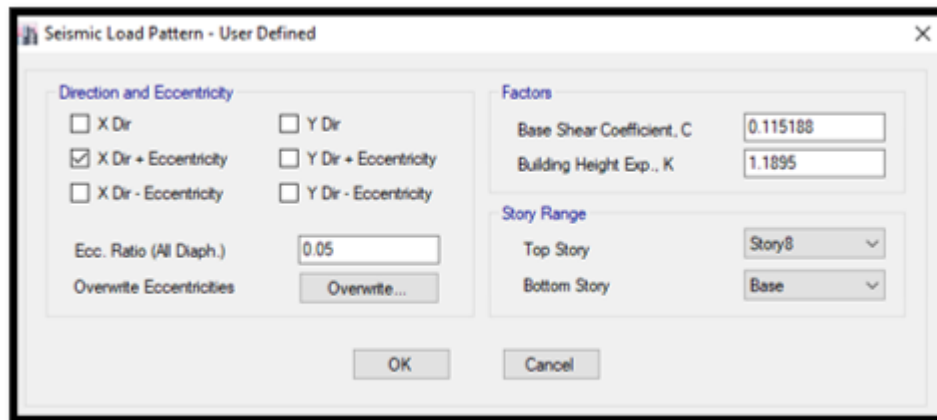 Seismic Load Pattern - User Defined
Direction and Eccentricity
X Dir
Y Dir
X Dir + Eccentricity
Y Dir + Eccentricity
X Dir - Eccentricity
Y Dir - Eccentricity
Ecc. Ratio (All Diaph.)
0.05
Overwrite Eccentricities
Overwrite...
Factors
Base Shear Coefficient, C
0.115188
Building Height Exp., K
1.1895
Story Range
Top Story
Story8
Bottom Story
Base
OK
Cancel